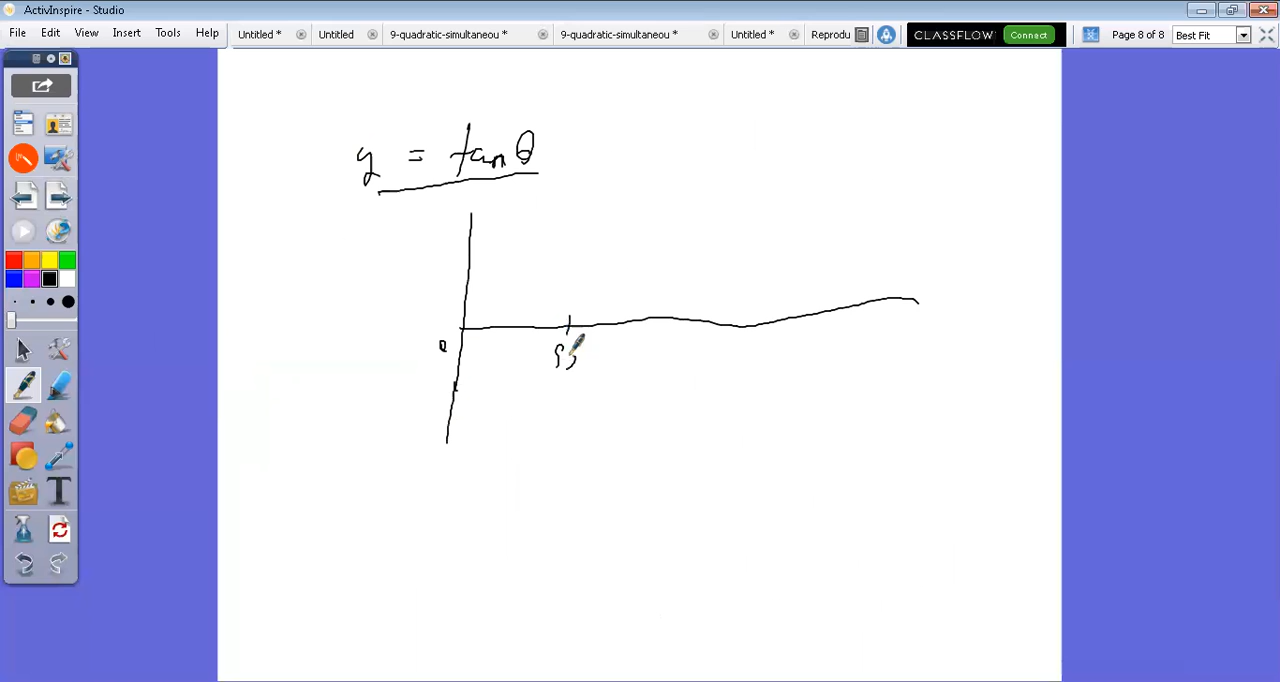 ActivInspire - Studio
File Edit View Insert Tools Help
Untitled * Untitled 9-quadratic-simultaneou * 9-quadratic-simultaneou * Untitled * Reprodu CLASSFLOW Connect Page 8 of 8 Best Fit
y = tan θ
0
T